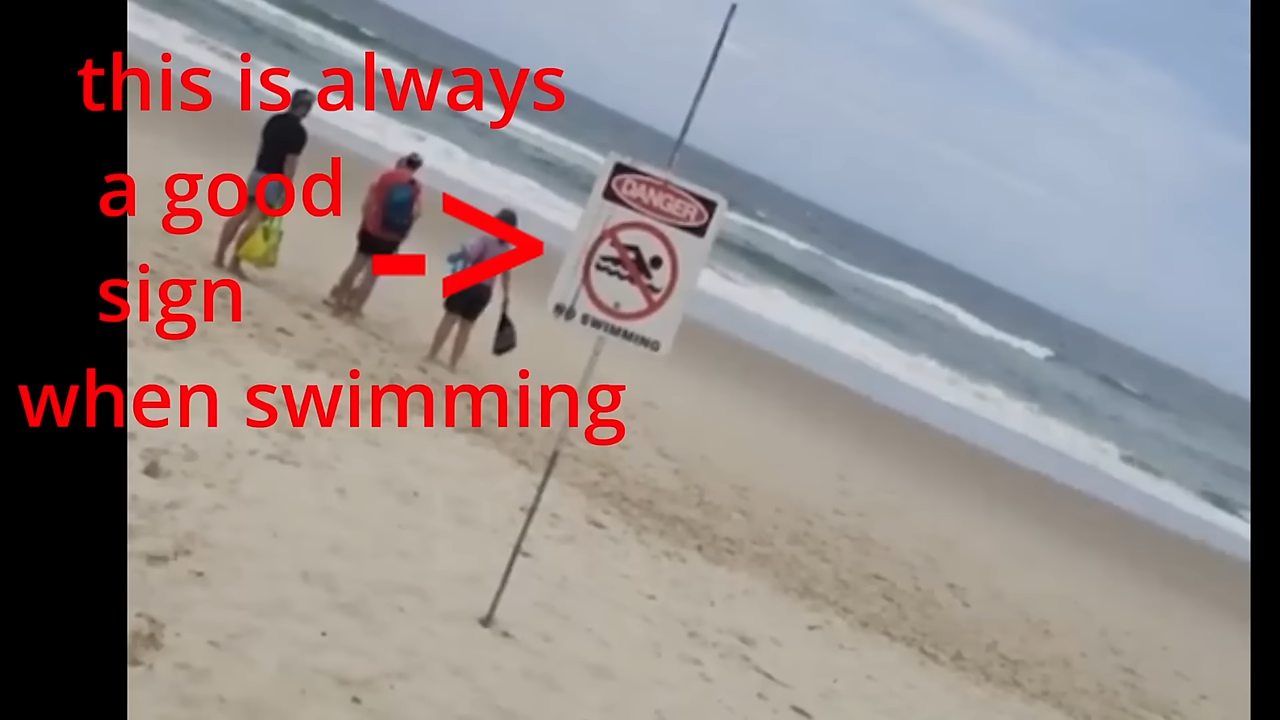 this is always
a good
sign
->
when swimming
DANGER
NO SWIMMING